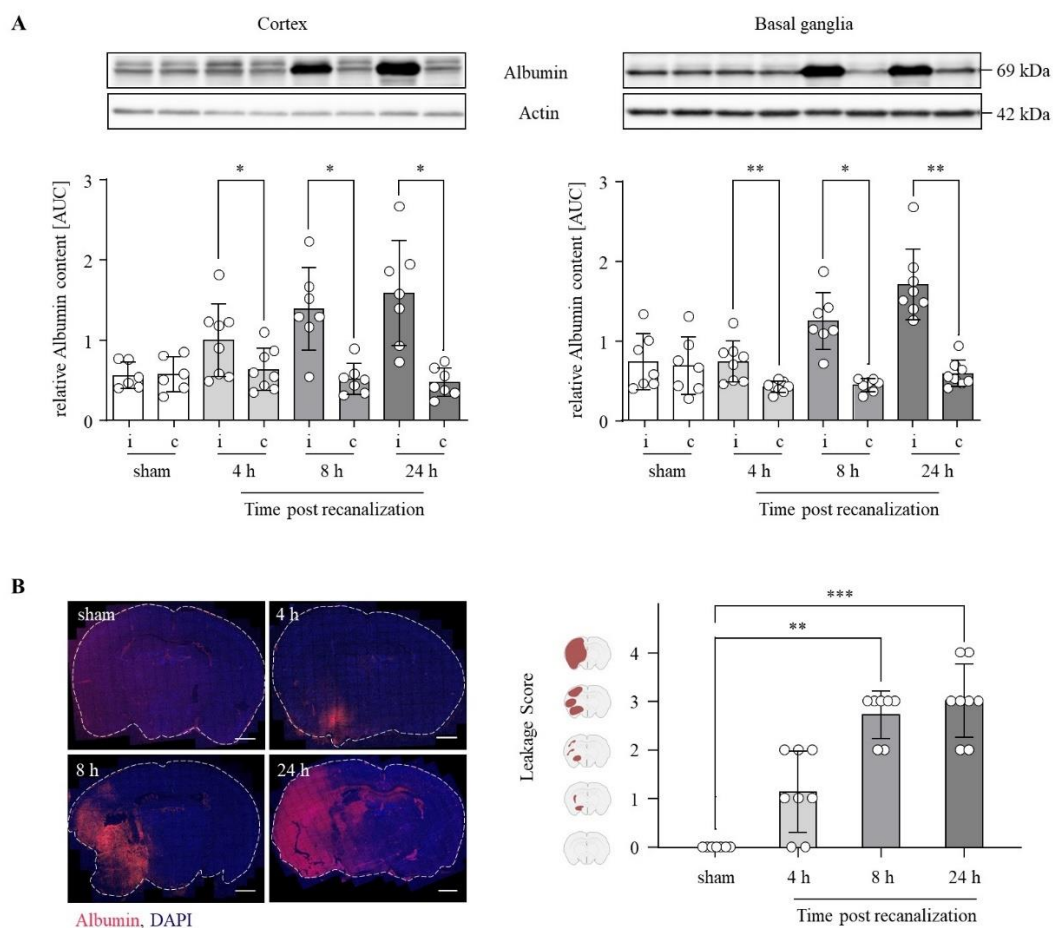 A
Cortex
Basal ganglia
Albumin
69 kDa
Actin
42 kDa
relative Albumin content [AUC]
3
2
1
0
* * *
i c i c i c i c
sham 4 h 8 h 24 h
Time post recanalization
relative Albumin content [AUC]
3
2
1
0
** * **
i c i c i c i c
sham 4 h 8 h 24 h
Time post recanalization
B
sham
4 h
8 h
24 h
Albumin, DAPI
Leakage Score
4
3
2
1
0
***
**
sham 4 h 8 h 24 h
Time post recanalization